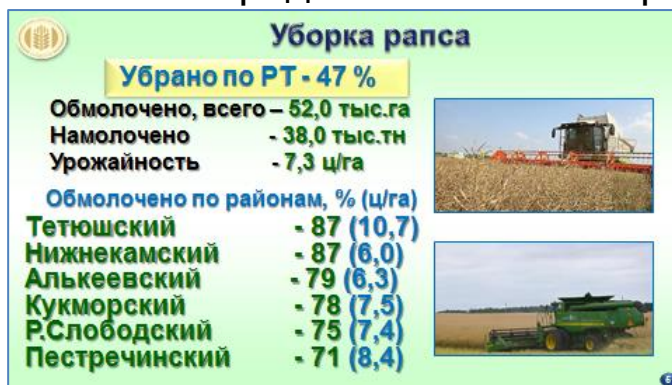 Уборка рапса
Убрано по РТ - 47 %
Обмолочено, всего – 52,0 тыс.га
Намолочено - 38,0 тыс.тн
Урожайность - 7,3 ц/га
Обмолочено по районам, % (ц/га)
Тетюшский - 87 (10,7)
Нижнекамский - 87 (6,0)
Алькеевский - 79 (6,3)
Кукморский - 78 (7,5)
Р.Слободский - 75 (7,4)
Пестречинский - 71 (8,4)